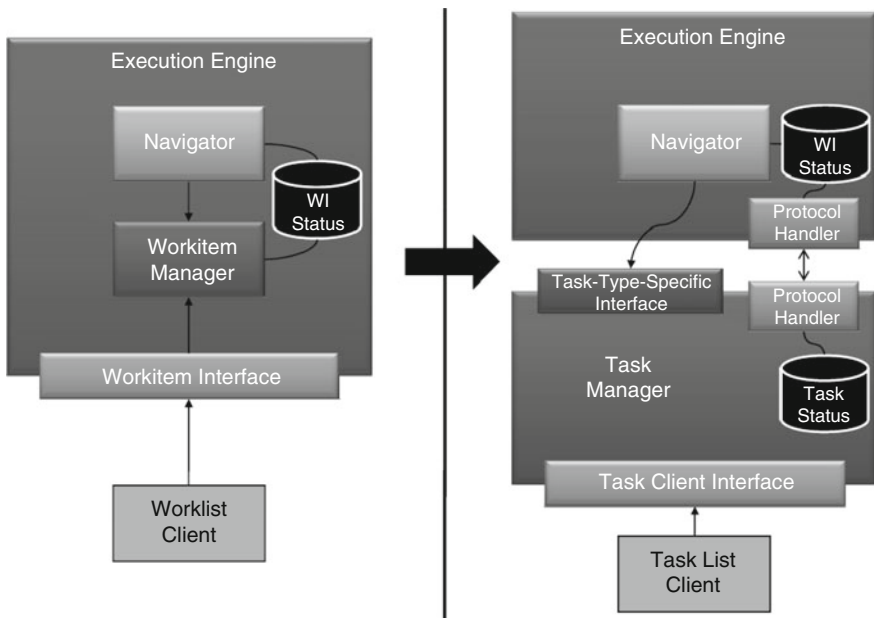 Execution Engine
Navigator
WI
Status
Workitem
Manager
Workitem Interface
Worklist
Client
Execution Engine
Navigator
WI
Status
Protocol
Handler
Task-Type-Specific
Interface
Protocol
Handler
Task
Manager
Task
Status
Task Client Interface
Task List
Client